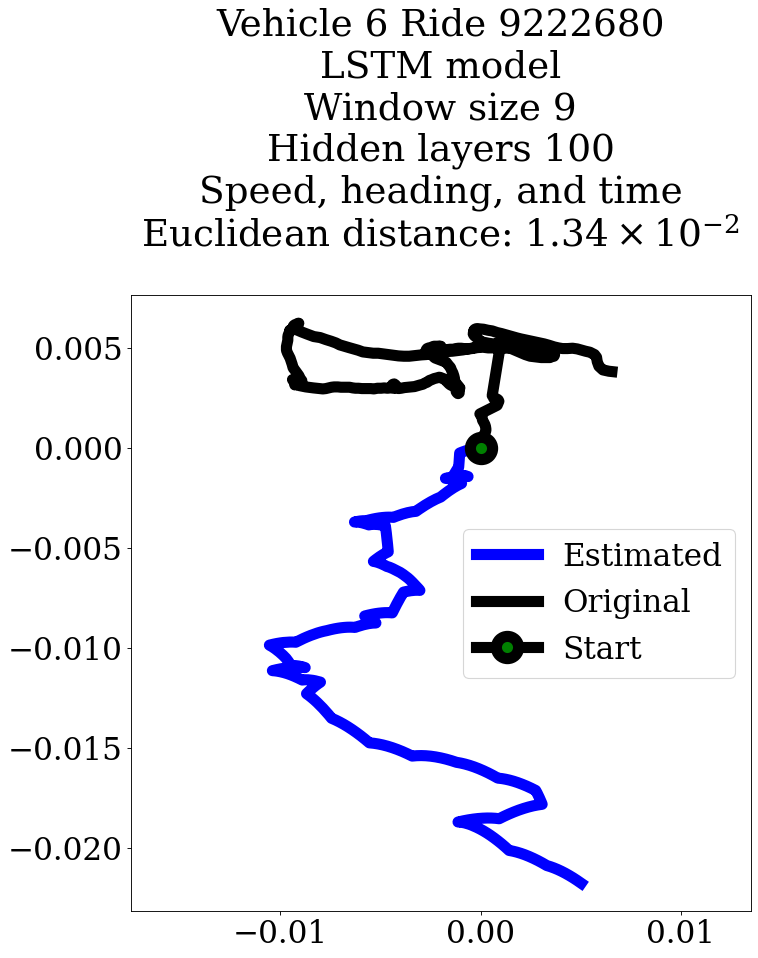 Vehicle 6 Ride 9222680
LSTM model
Window size 9
Hidden layers 100
Speed, heading, and time
Euclidean distance: 1.34 × 10⁻²
0.005
0.000
−0.005
−0.010
−0.015
−0.020
Estimated
Original
Start
−0.01 0.00 0.01